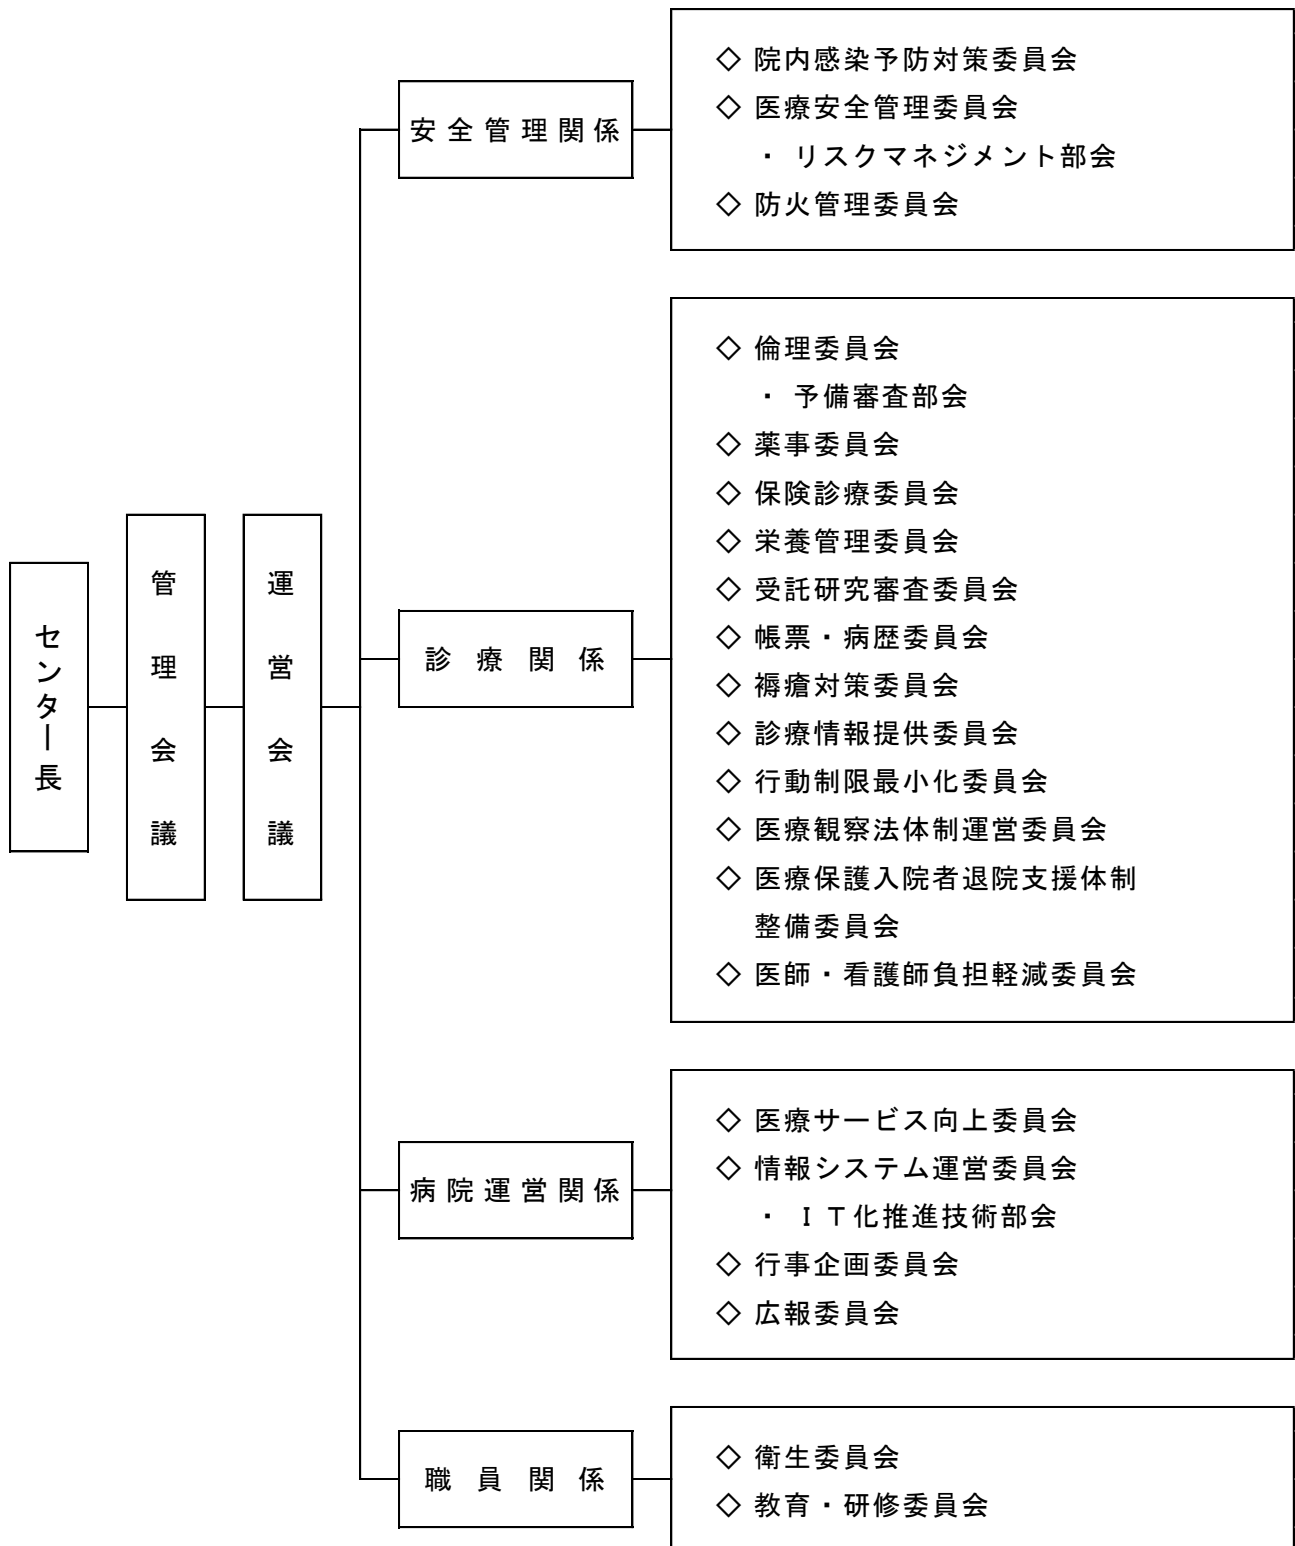 センター長
管理会議
運営会議
安全管理関係
◇ 院内感染予防対策委員会
◇ 医療安全管理委員会
・ リスクマネジメント部会
◇ 防火管理委員会
診療関係
◇ 倫理委員会
・ 予備審査部会
◇ 薬事委員会
◇ 保険診療委員会
◇ 栄養管理委員会
◇ 受託研究審査委員会
◇ 帳票・病歴委員会
◇ 褥瘡対策委員会
◇ 診療情報提供委員会
◇ 行動制限最小化委員会
◇ 医療観察法体制運営委員会
◇ 医療保護入院者退院支援体制
整備委員会
◇ 医師・看護師負担軽減委員会
病院運営関係
◇ 医療サービス向上委員会
◇ 情報システム運営委員会
・ ＩＴ化推進技術部会
◇ 行事企画委員会
◇ 広報委員会
職員関係
◇ 衛生委員会
◇ 教育・研修委員会